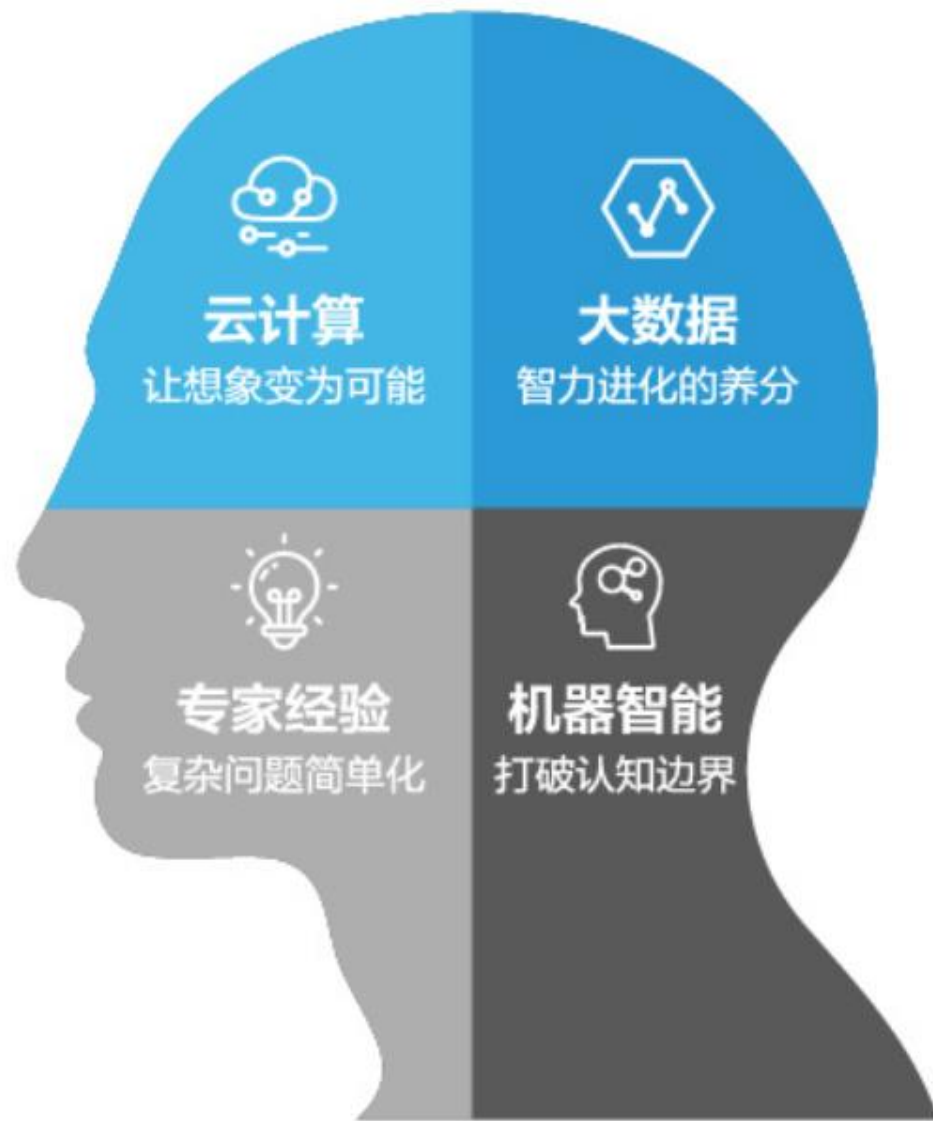 云计算
让想象变为可能
大数据
智力进化的养分
专家经验
复杂问题简单化
机器智能
打破认知边界